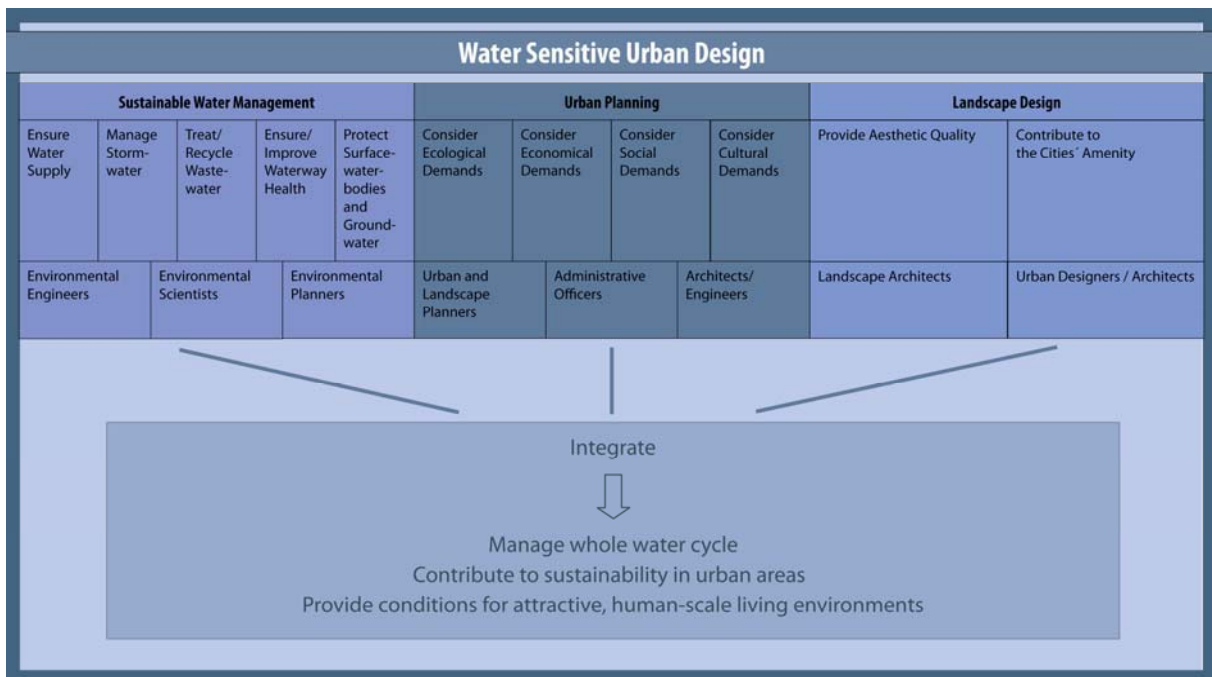 Water Sensitive Urban Design
Sustainable Water Management
Urban Planning
Landscape Design
Ensure
Water
Supply
Manage
Storm-
water
Treat/
Recycle
Waste-
water
Ensure/
Improve
Waterway
Health
Protect
Surface-
water-
bodies
and
Ground-
water
Consider
Ecological
Demands
Consider
Economical
Demands
Consider
Social
Demands
Consider
Cultural
Demands
Provide Aesthetic Quality
Contribute to
the Cities´ Amenity
Environmental
Engineers
Environmental
Scientists
Environmental
Planners
Urban and
Landscape
Planners
Administrative
Officers
Architects/
Engineers
Landscape Architects
Urban Designers / Architects
Integrate
Manage whole water cycle
Contribute to sustainability in urban areas
Provide conditions for attractive, human-scale living environments